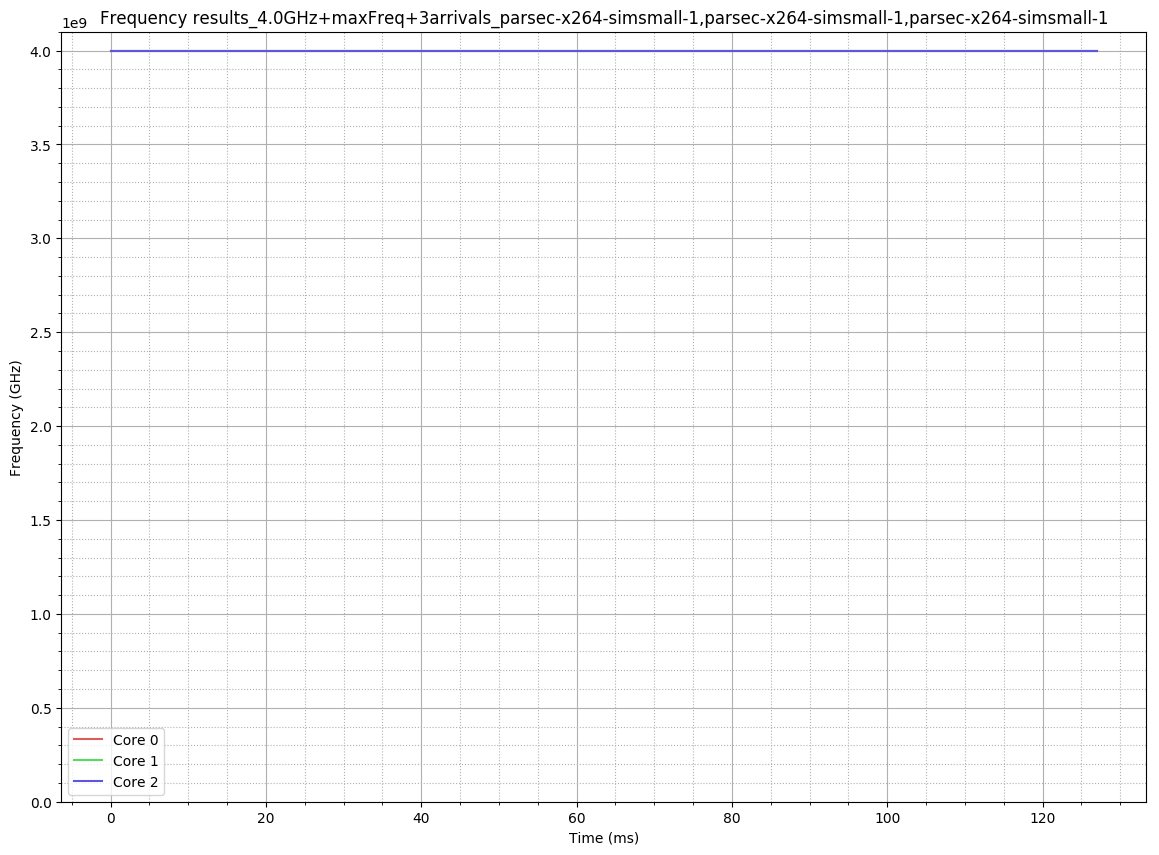 Frequency results_4.0GHz+maxFreq+3arrivals_parsec-x264-simsmall-1,parsec-x264-simsmall-1,parsec-x264-simsmall-1
1e9
4.0
3.5
3.0
2.5
2.0
1.5
1.0
0.5
0.0
Frequency (GHz)
Core 0
Core 1
Core 2
0 20 40 60 80 100 120
Time (ms)